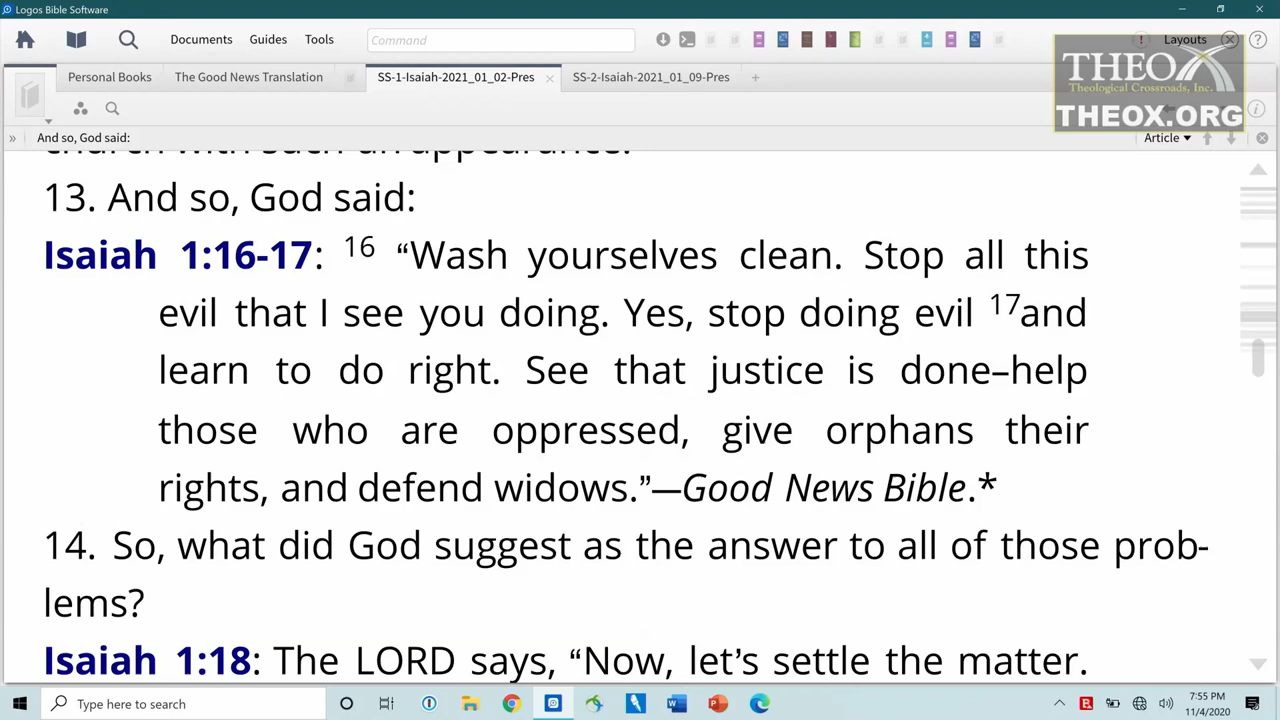 Logos Bible Software
Documents Guides Tools Command Layouts
THEOX
Theological Crossroads, Inc.
THEOX.ORG
Personal Books The Good News Translation SS-1-Isaiah-2021_01_02-Pres SS-2-Isaiah-2021_01_09-Pres
And so, God said: Article
church with such an appearance.
13. And so, God said:
Isaiah 1:16-17: 16 “Wash yourselves clean. Stop all this
evil that I see you doing. Yes, stop doing evil 17and
learn to do right. See that justice is done–help
those who are oppressed, give orphans their
rights, and defend widows.”—Good News Bible.*
14. So, what did God suggest as the answer to all of those prob-
lems?
Isaiah 1:18: The LORD says, “Now, let’s settle the matter.
Type here to search
7:55 PM
11/4/2020